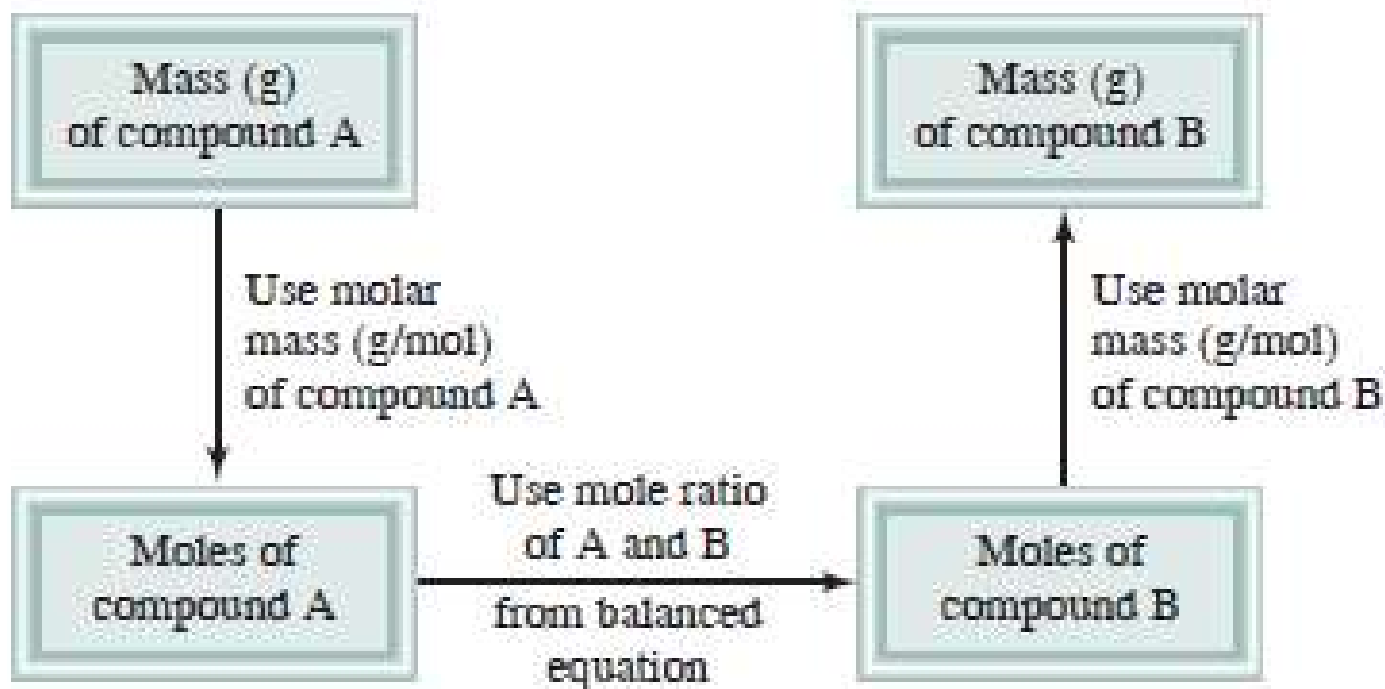 Mass (g)
of compound A
Mass (g)
of compound B
Use molar
mass (g/mol)
of compound A
Use molar
mass (g/mol)
of compound B
Moles of
compound A
Use mole ratio
of A and B
from balanced
equation
Moles of
compound B